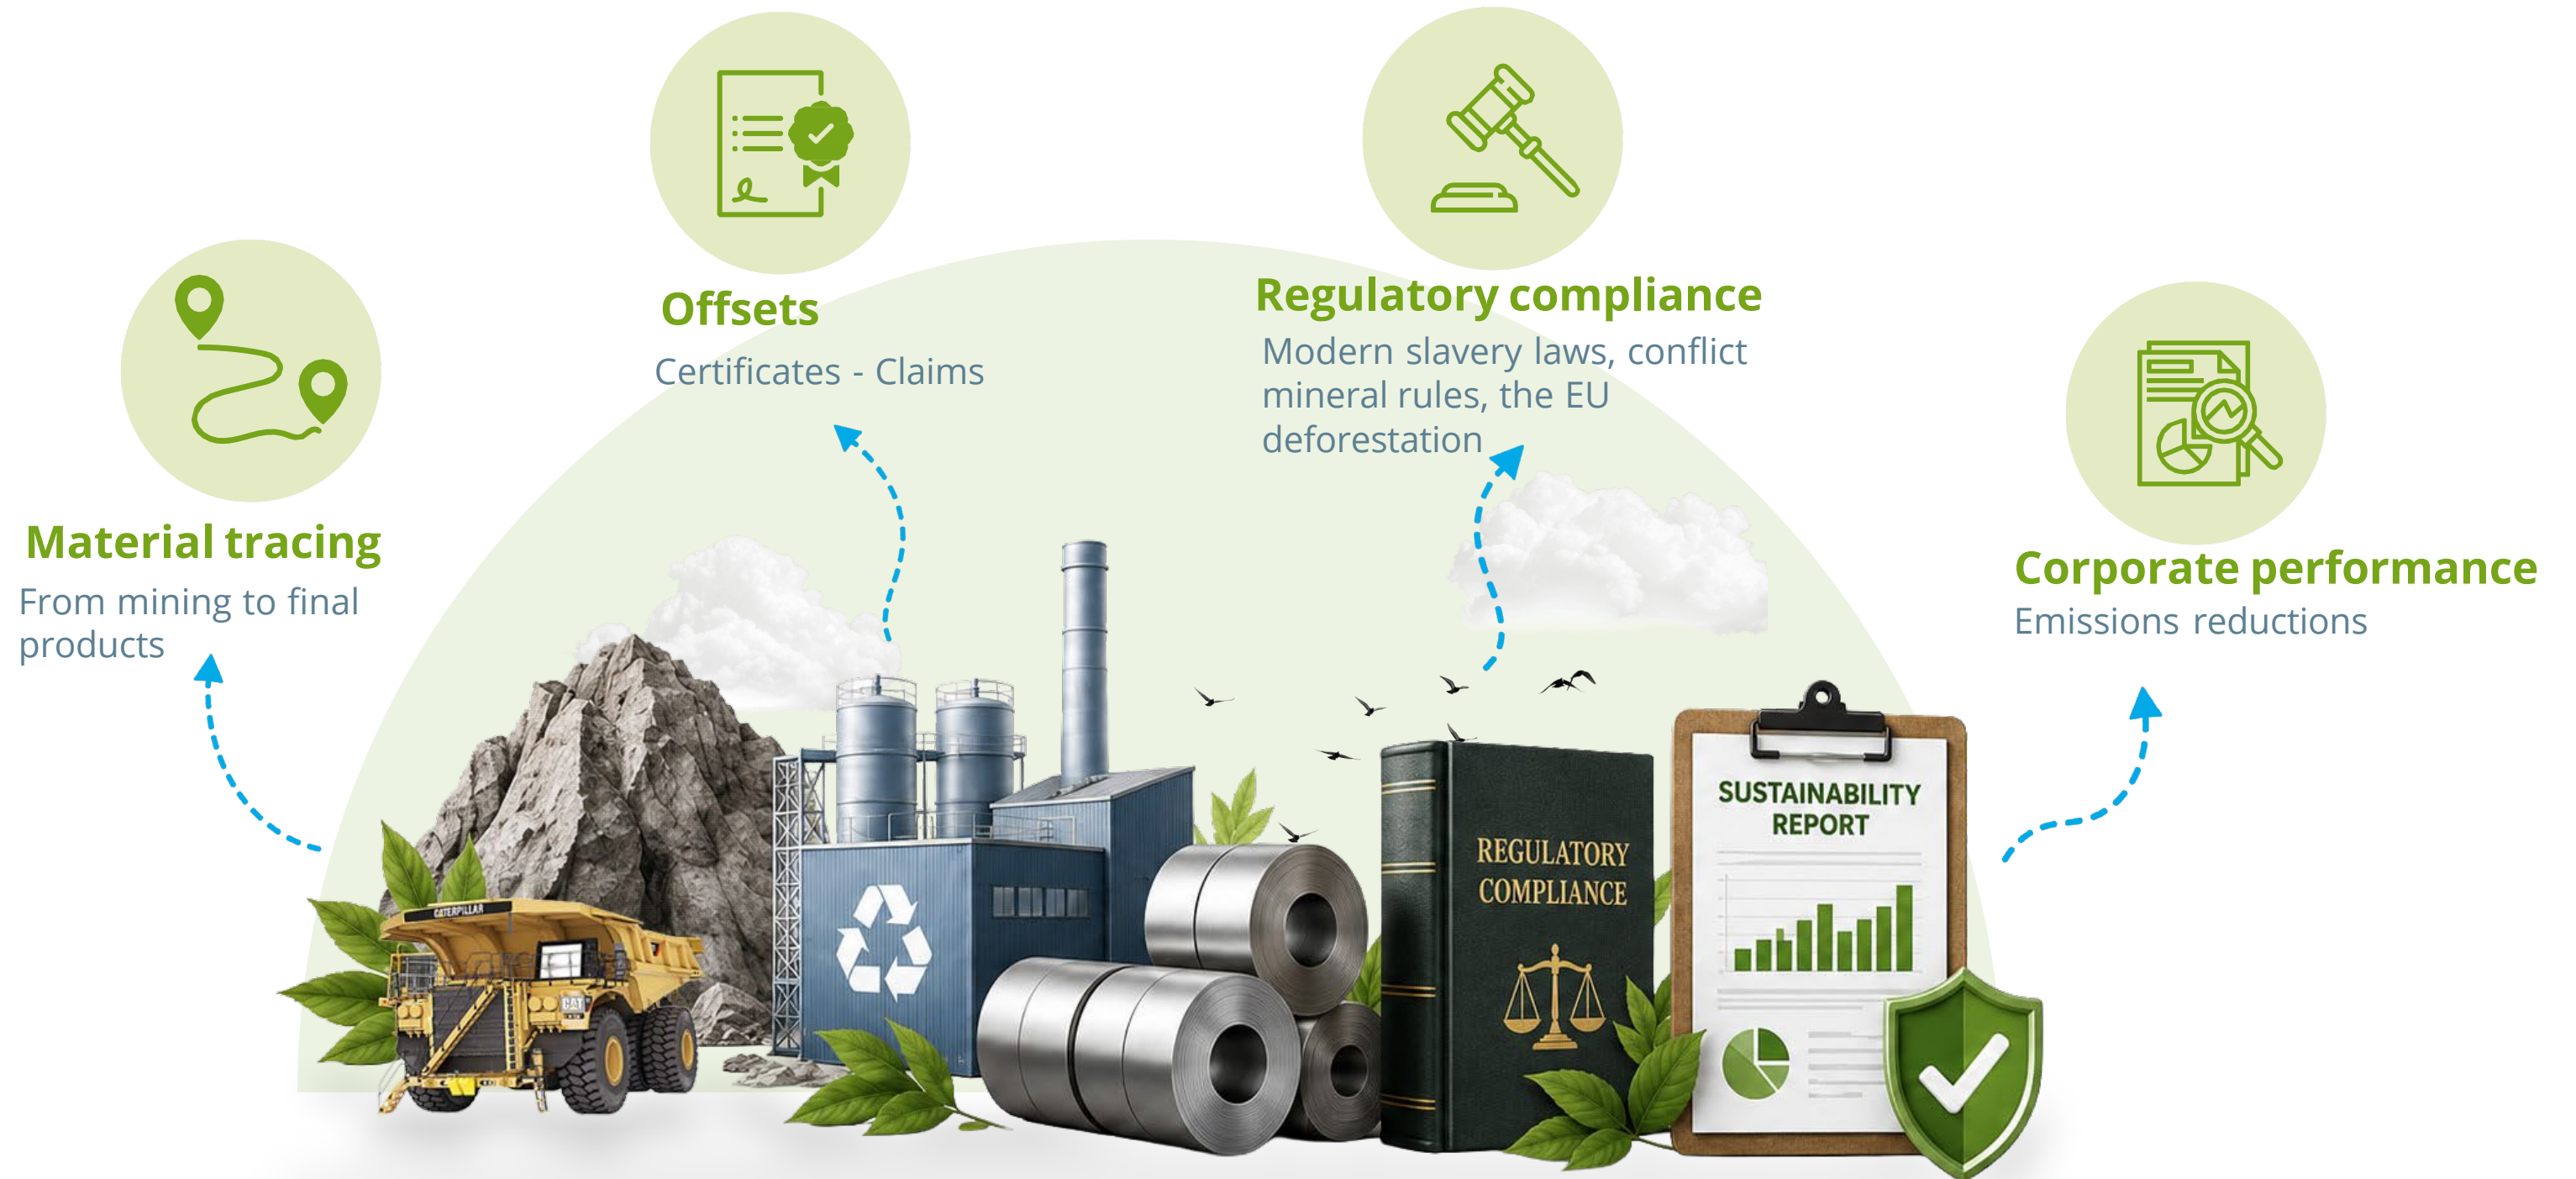 Offsets
Certificates - Claims
Regulatory compliance
Modern slavery laws, conflict
mineral rules, the EU
deforestation
Material tracing
From mining to final
products
Corporate performance
Emissions reductions
CATERPILLAR
CAT
REGULATORY
COMPLIANCE
SUSTAINABILITY
REPORT